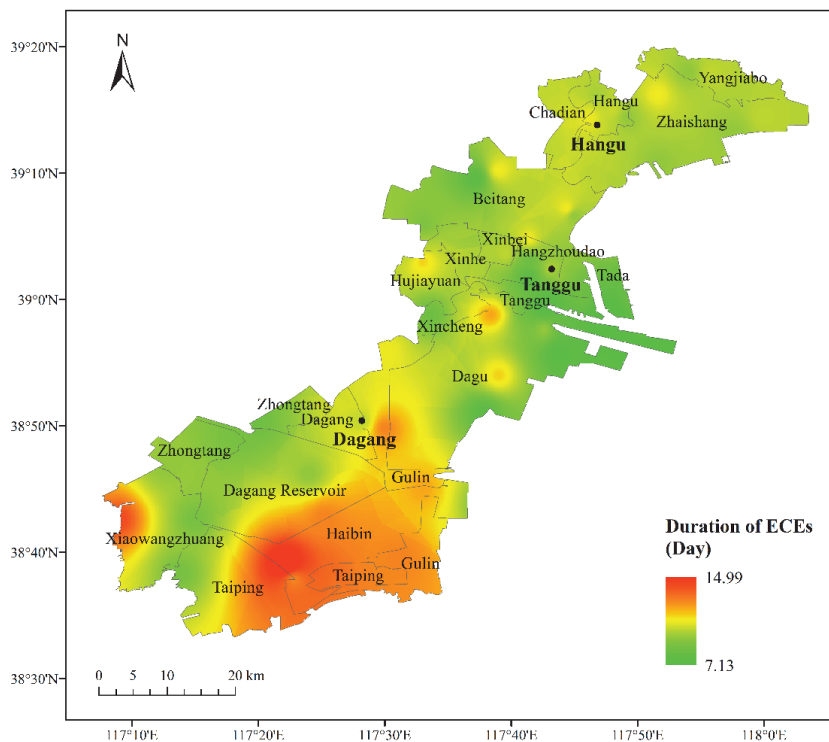 39°20'N
N
Yangjiabo
Hangu
Chadian
Zhaishang
Hangu
39°10'N
Beitang
Xinbei
Hangzhoudao
Xinhe
Hujiayuan
Tanggu
Tada
39°0'N
Tanggu
Xincheng
Dagu
Zhongtang
Dagang
38°50'N
Dagang
Zhongtang
Gulin
Dagang Reservoir
Haibin
Xiaowangzhuang
38°40'N
Gulin
Taiping
Taiping
Duration of ECEs
(Day)
14.99
7.13
0 5 10 20 km
38°30'N
117°10'E 117°20'E 117°30'E 117°40'E 117°50'E 118°0'E